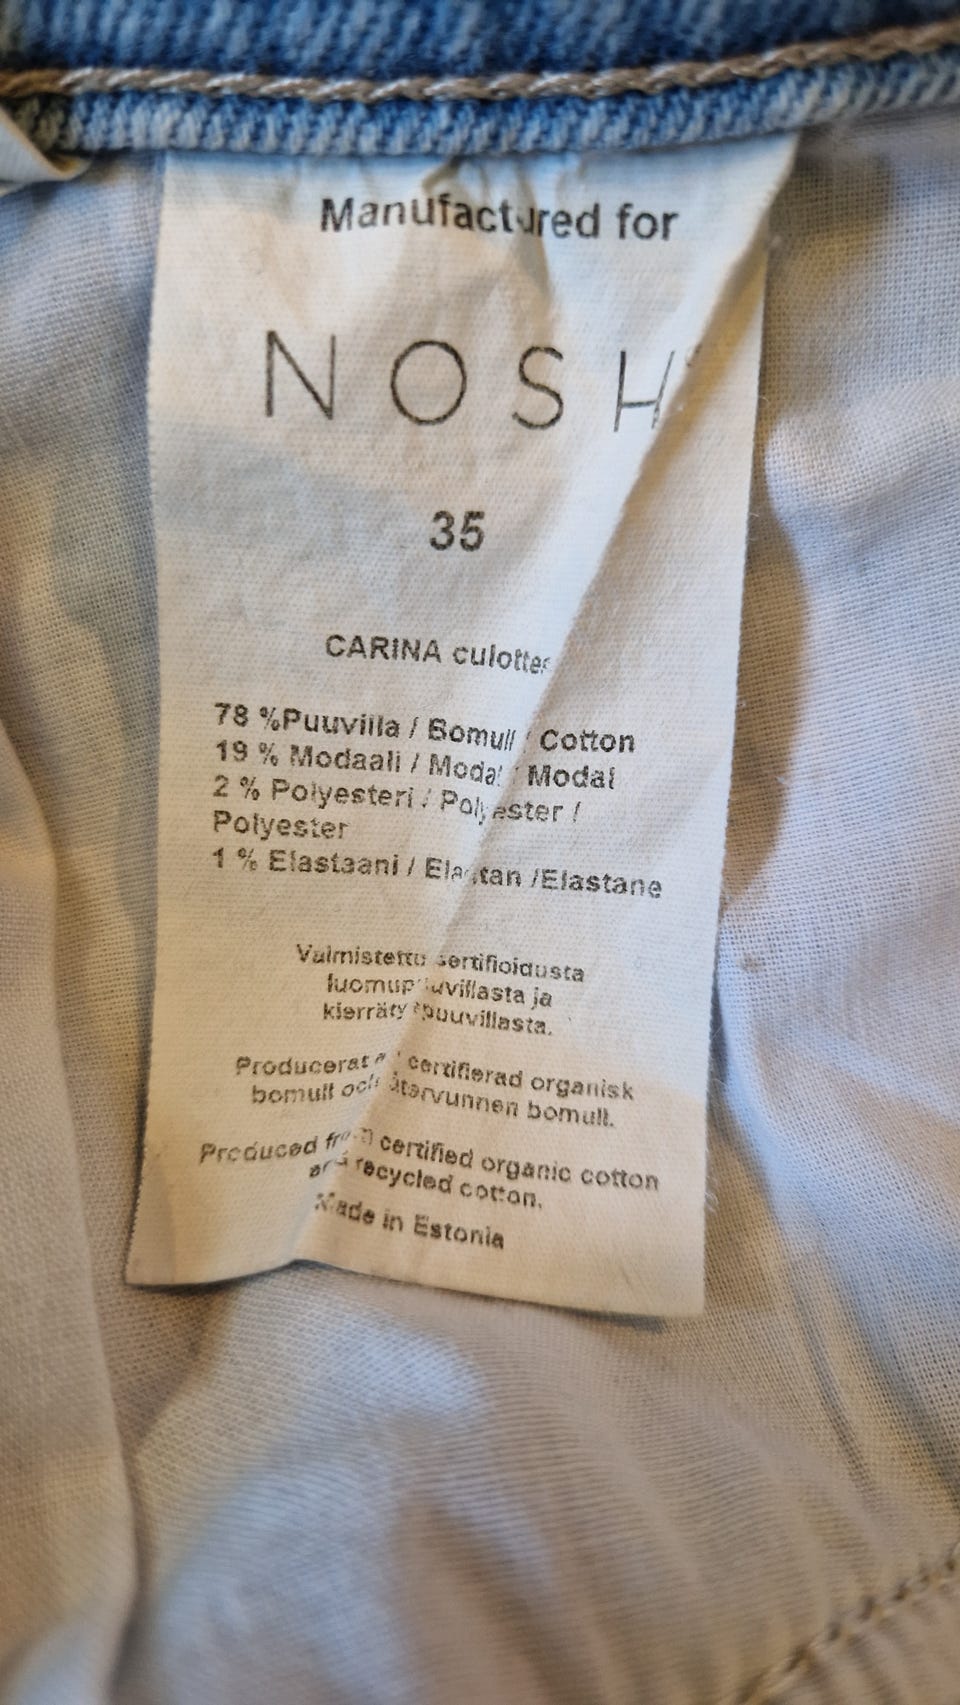 Manufactured for
NOSH
35
CARINA culottes
78 %Puuvilla / Bomull / Cotton
19 % Modaali / Modal / Modal
2 % Polyesteri / Polyester /
Polyester
1 % Elastaani / Elastan /Elastane
Valmistettu sertifioidusta
luomupuuvillasta ja
kierrätyspuuvillasta.
Producerat av certifierad organisk
bomull och återvunnen bomull.
Produced from certified organic cotton
and recycled cotton.
Made in Estonia